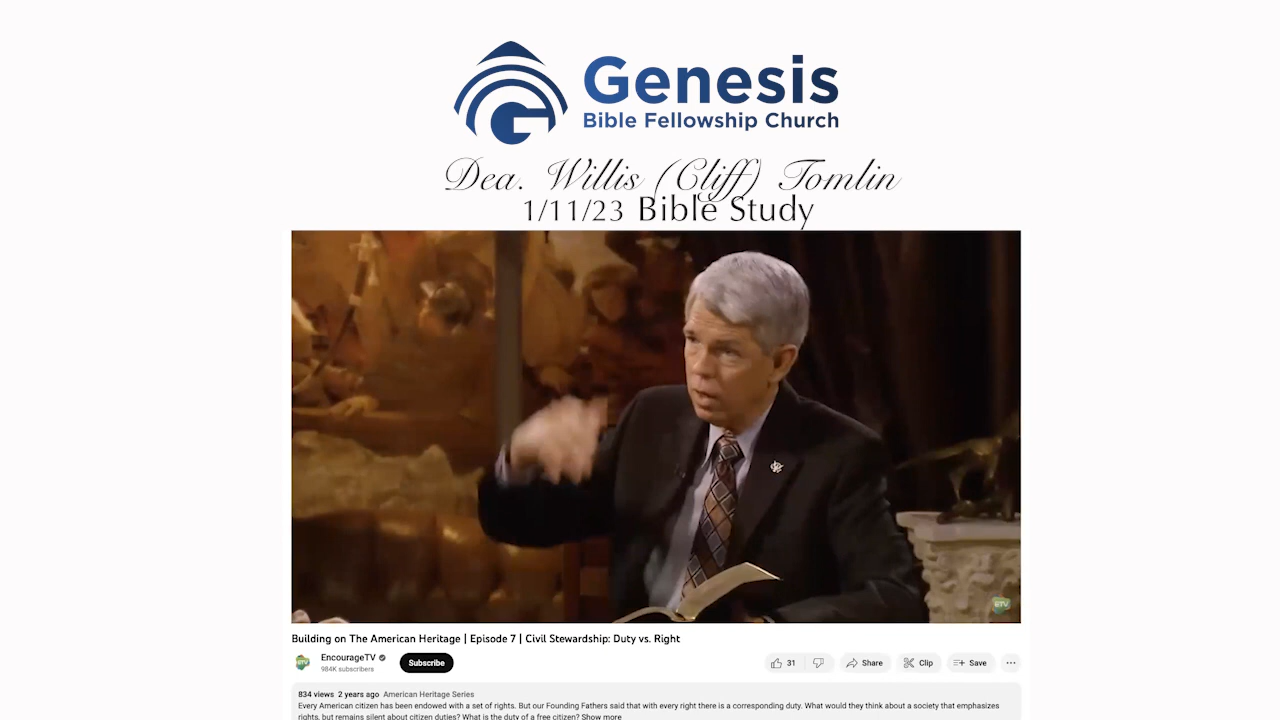 Genesis
Bible Fellowship Church
Dea. Willis (Cliff) Tomlin
1/11/23 Bible Study
ETV
Building on The American Heritage | Episode 7 | Civil Stewardship: Duty vs. Right
ETV
EncourageTV
984K subscribers
Subscribe
31
Share
Clip
Save
834 views 2 years ago American Heritage Series
Every American citizen has been endowed with a set of rights. But our Founding Fathers said that with every right there is a corresponding duty. What would they think about a society that emphasizes
rights, but remains silent about citizen duties? What is the duty of a free citizen? Show more